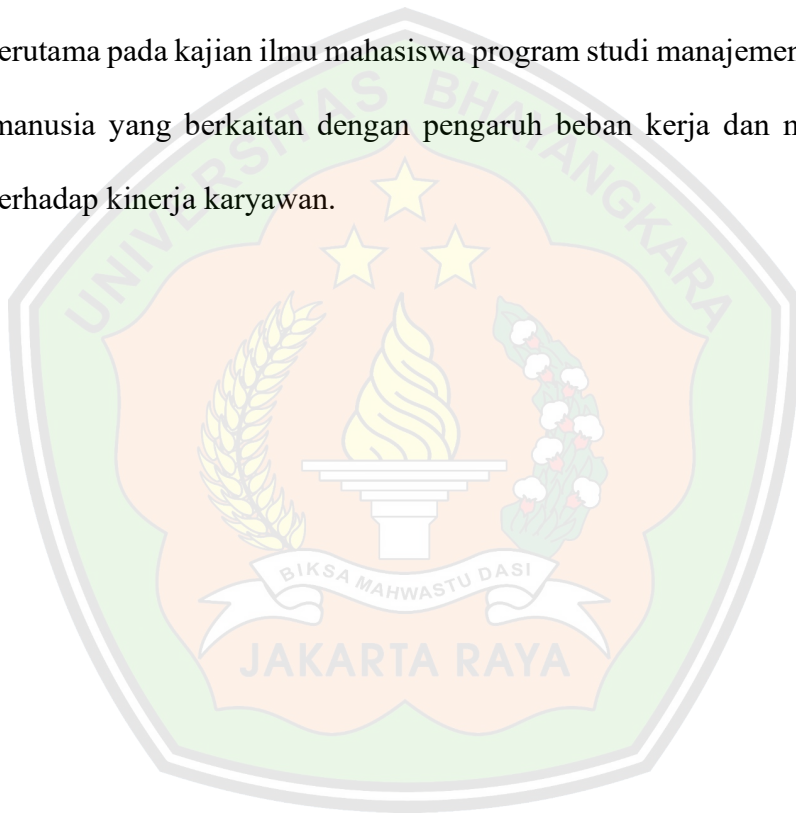 erutama pada kajian ilmu mahasiswa program studi manajemen
manusia yang berkaitan dengan pengaruh beban kerja dan
erhadap kinerja karyawan.
UNIVERSITAS BHAYANGKARA
BIKSA MAHWASTU DASI
JAKARTA RAYA